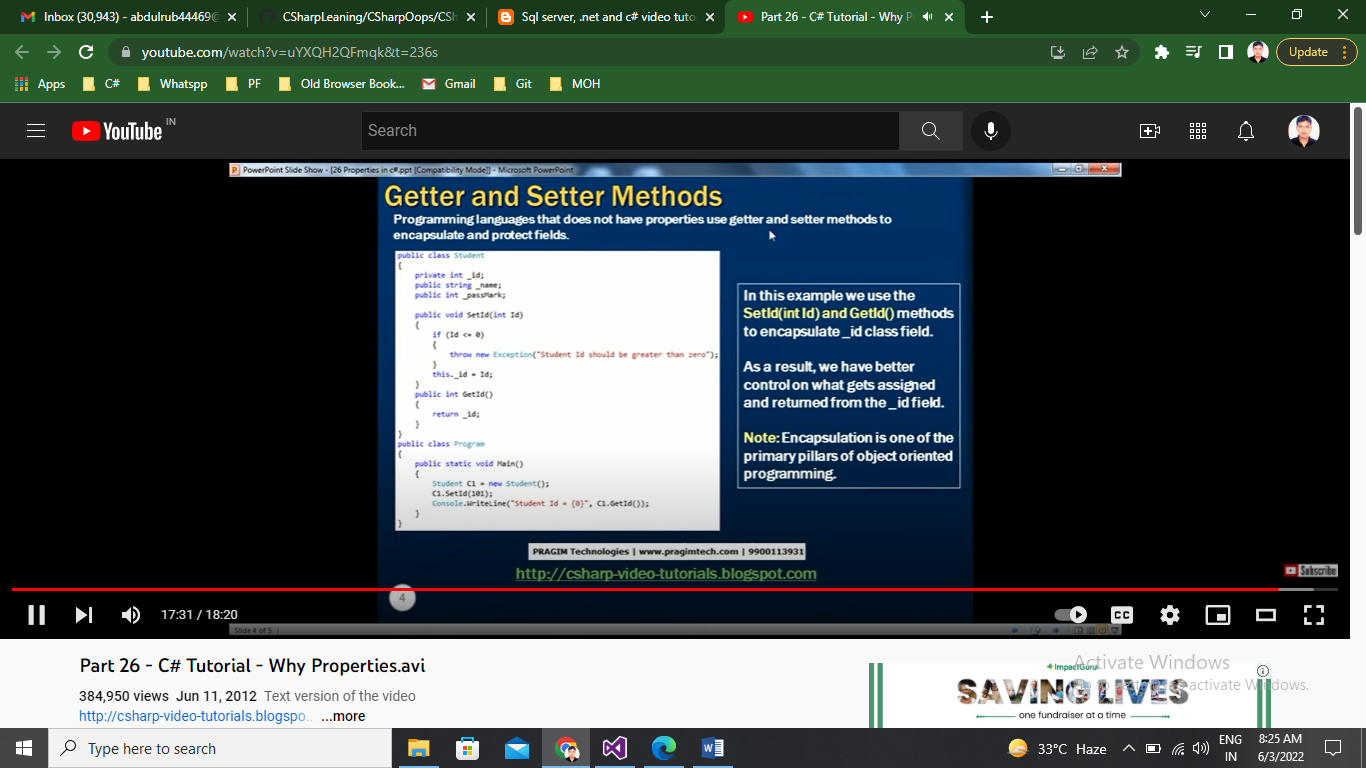 Inbox (30,943) - abdulrub44469@
CSharpLeaning/CSharpOops/CSh
Sql server, .net and c# video tuto
Part 26 - C# Tutorial - Why P
youtube.com/watch?v=uYXQH2QFmqk&t=236s
Update
Apps
C#
Whatspp
PF
Old Browser Book...
Gmail
Git
MOH
YouTube IN
Search
PowerPoint Slide Show - [26 Properties in c#.ppt [Compatibility Mode]] - Microsoft PowerPoint
Getter and Setter Methods
Programming languages that does not have properties use getter and setter methods to
encapsulate and protect fields.
public class Student
{
private int _id;
public string _name;
public int _passMark;
public void SetId(int Id)
{
if (Id <= 0)
{
throw new Exception("Student Id should be greater than zero");
}
this._id = Id;
}
public int GetId()
{
return _id;
}
}
public class Program
{
public static void Main()
{
Student C1 = new Student();
C1.SetId(101);
Console.WriteLine("Student Id = {0}", C1.GetId());
}
}
In this example we use the
SetId(int Id) and GetId() methods
to encapsulate _id class field.
As a result, we have better
control on what gets assigned
and returned from the _id field.
Note: Encapsulation is one of the
primary pillars of object oriented
programming.
PRAGIM Technologies | www.pragimtech.com | 9900113931
http://csharp-video-tutorials.blogspot.com
4
Subscribe
17:31 / 18:20
CC
Slide 4 of 5
Part 26 - C# Tutorial - Why Properties.avi
384,950 views Jun 11, 2012 Text version of the video
http://csharp-video-tutorials.blogspo... ...more
ImpactGuru
SAVING LIVES
one fundraiser at a time
Activate Windows
activate Windows.
Type here to search
33°C Haze
ENG
IN
8:25 AM
6/3/2022